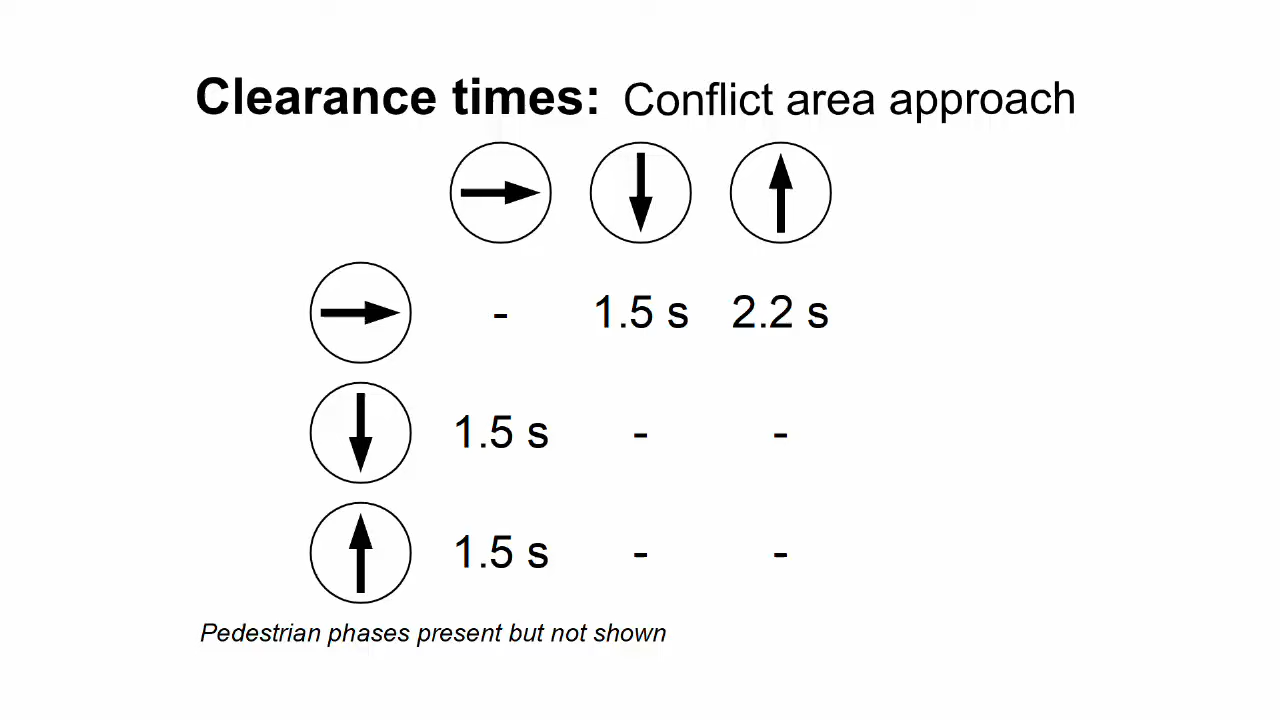 Clearance times: Conflict area approach
- 1.5 s 2.2 s
1.5 s - -
1.5 s - -
Pedestrian phases present but not shown